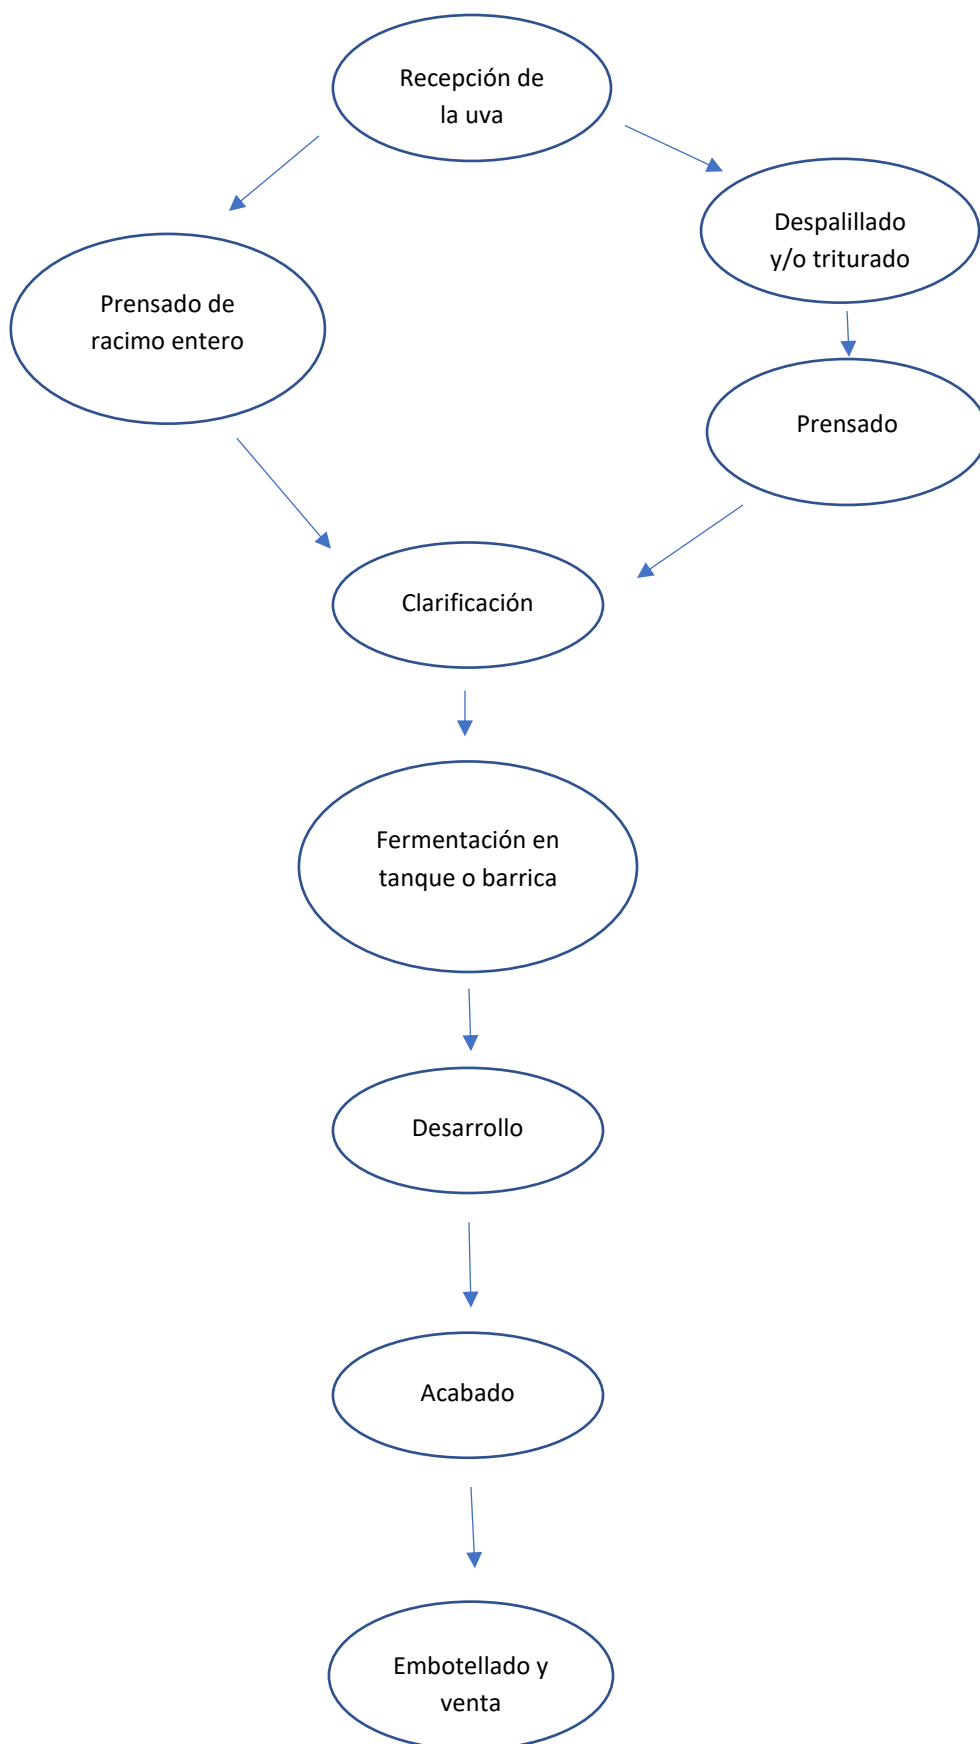 Recepción de
la uva
Despalillado
y/o triturado
Prensado de
racimo entero
Prensado
Clarificación
Fermentación en
tanque o barrica
Desarrollo
Acabado
Embotellado y
venta